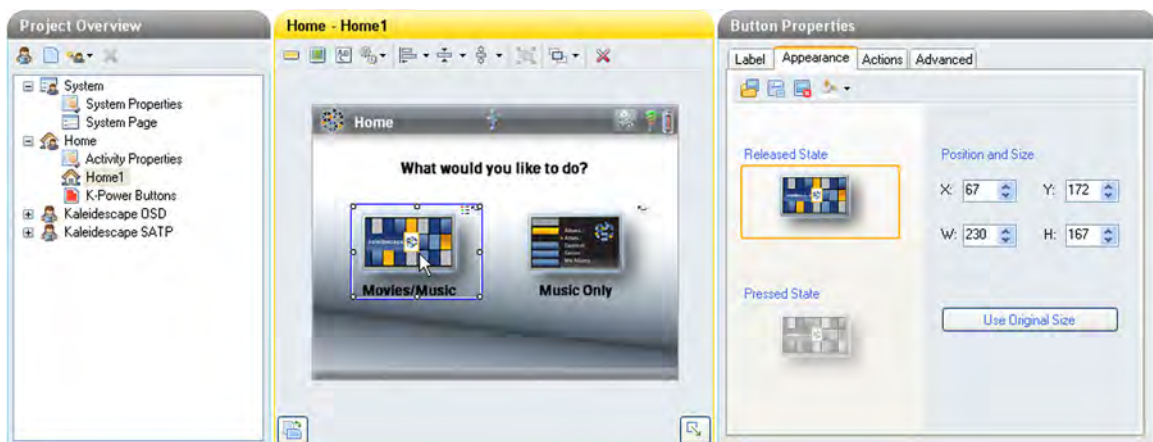 Project Overview
System
System Properties
System Page
Home
Activity Properties
Home1
K-Power Buttons
Kaleidescape OSD
Kaleidescape SATP
Home - Home1
Home
What would you like to do?
kaleidescape
Movies/Music
Music Only
Button Properties
Label Appearance Actions Advanced
Released State
Pressed State
Position and Size
X: 67 Y: 172
W: 230 H: 167
Use Original Size